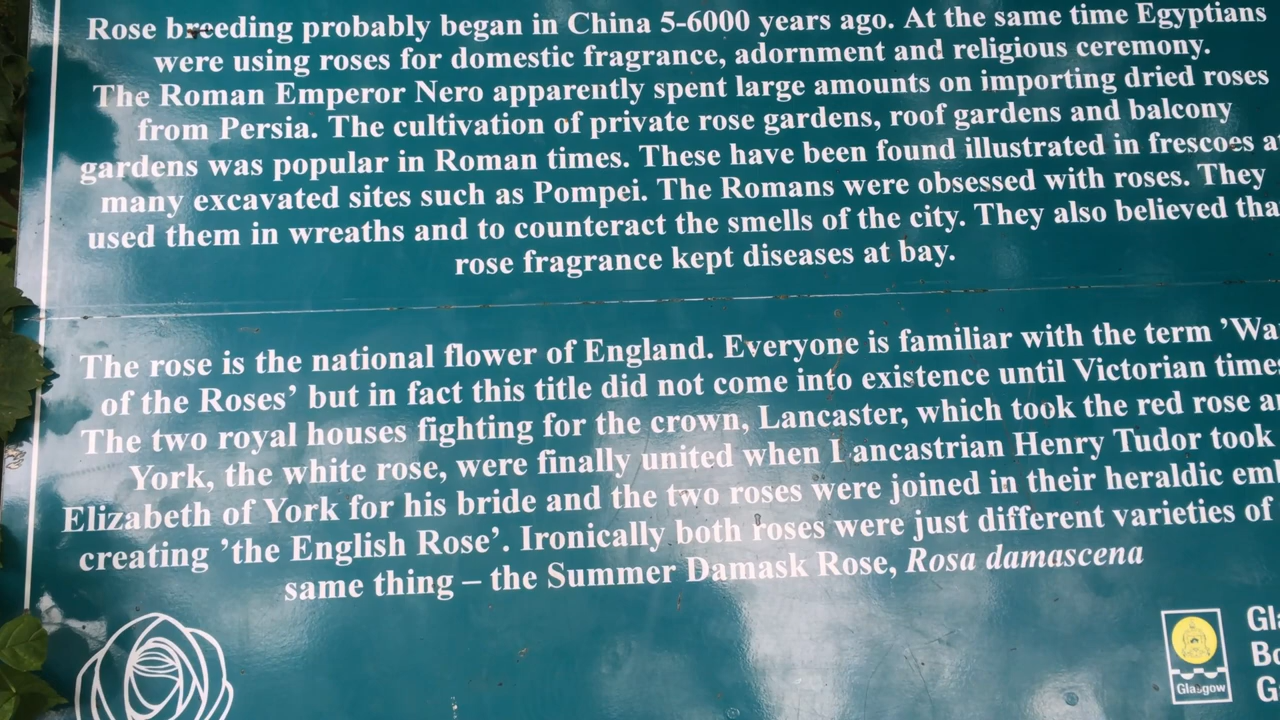 Rose breeding probably began in China 5-6000 years ago. At the same time Egyptians
were using roses for domestic fragrance, adornment and religious ceremony.
The Roman Emperor Nero apparently spent large amounts on importing dried roses
from Persia. The cultivation of private rose gardens, roof gardens and balcony
gardens was popular in Roman times. These have been found illustrated in frescoes
many excavated sites such as Pompei. The Romans were obsessed with roses. They
used them in wreaths and to counteract the smells of the city. They also believed
rose fragrance kept diseases at bay.
The rose is the national flower of England. Everyone is familiar with the term
of the Roses’ but in fact this title did not come into existence until Victorian
The two royal houses fighting for the crown, Lancaster, which took the red rose
York, the white rose, were finally united when Lancastrian Henry Tudor took
Elizabeth of York for his bride and the two roses were joined in their heraldic
creating ’the English Rose’. Ironically both roses were just different varieties of
same thing – the Summer Damask Rose, Rosa damascena
Glasgow